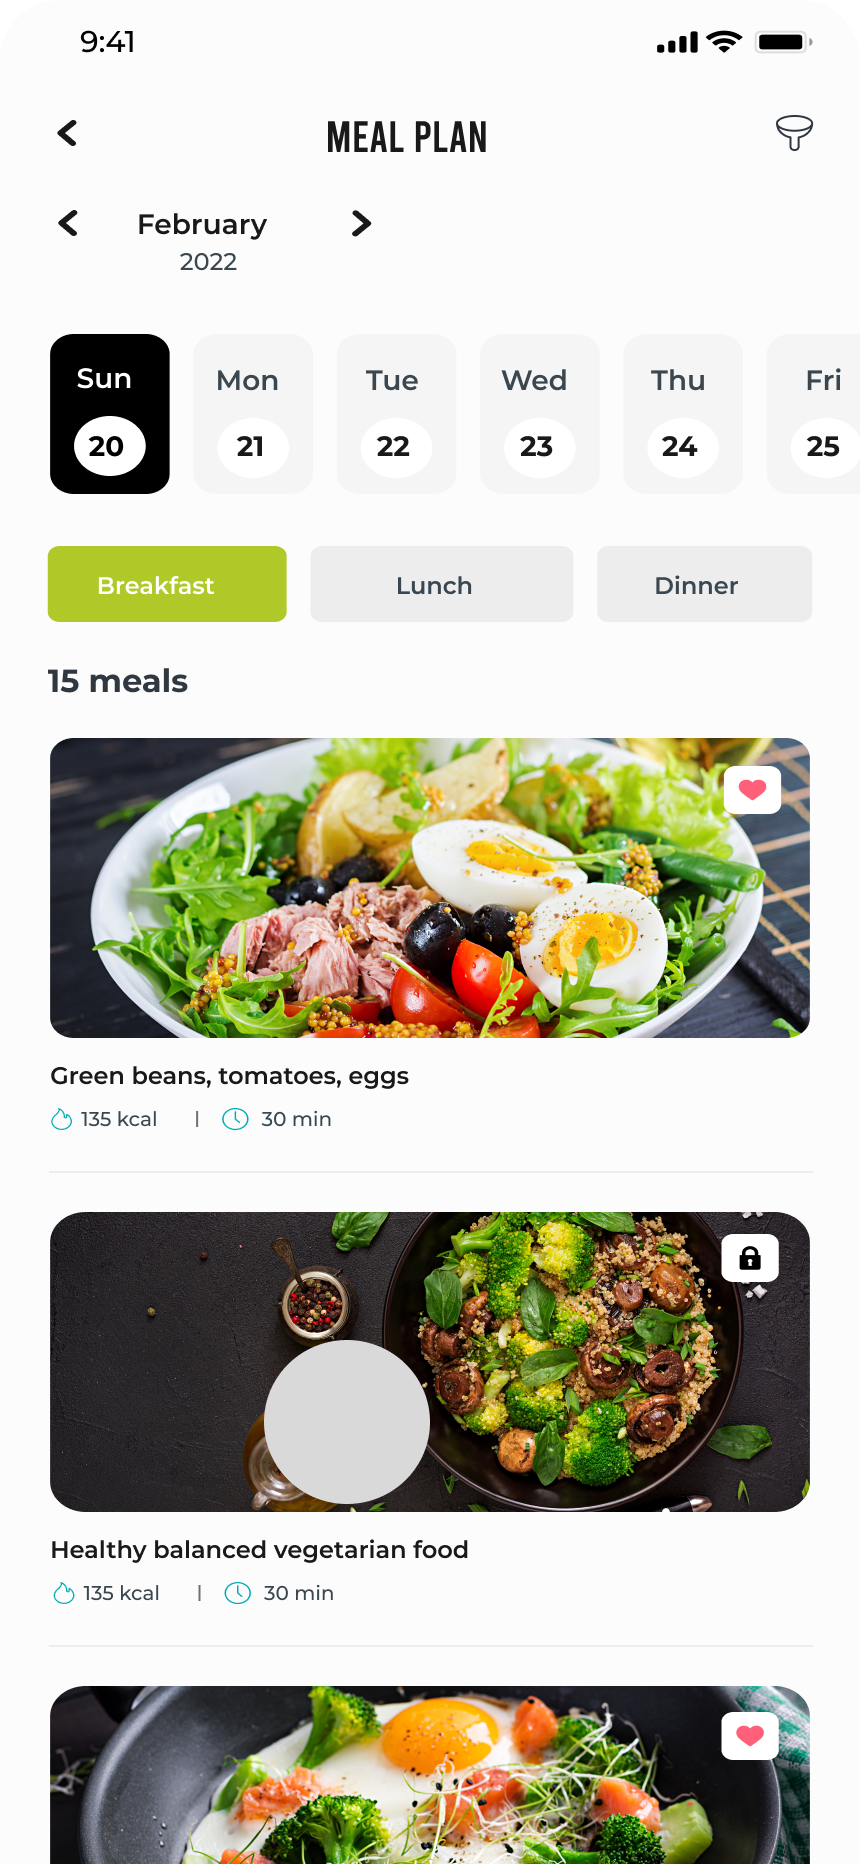 9:41
MEAL PLAN
February
2022
Sun Mon Tue Wed Thu Fri
20 21 22 23 24 25
Breakfast Lunch Dinner
15 meals
Green beans, tomatoes, eggs
135 kcal | 30 min
Healthy balanced vegetarian food
135 kcal | 30 min